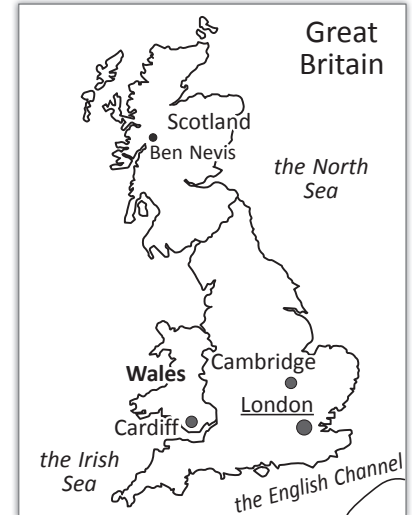 Great
Britain
Scotland
Ben Nevis
the North
Sea
Wales
Cambridge
London
Cardiff
the Irish
Sea
the English Channel